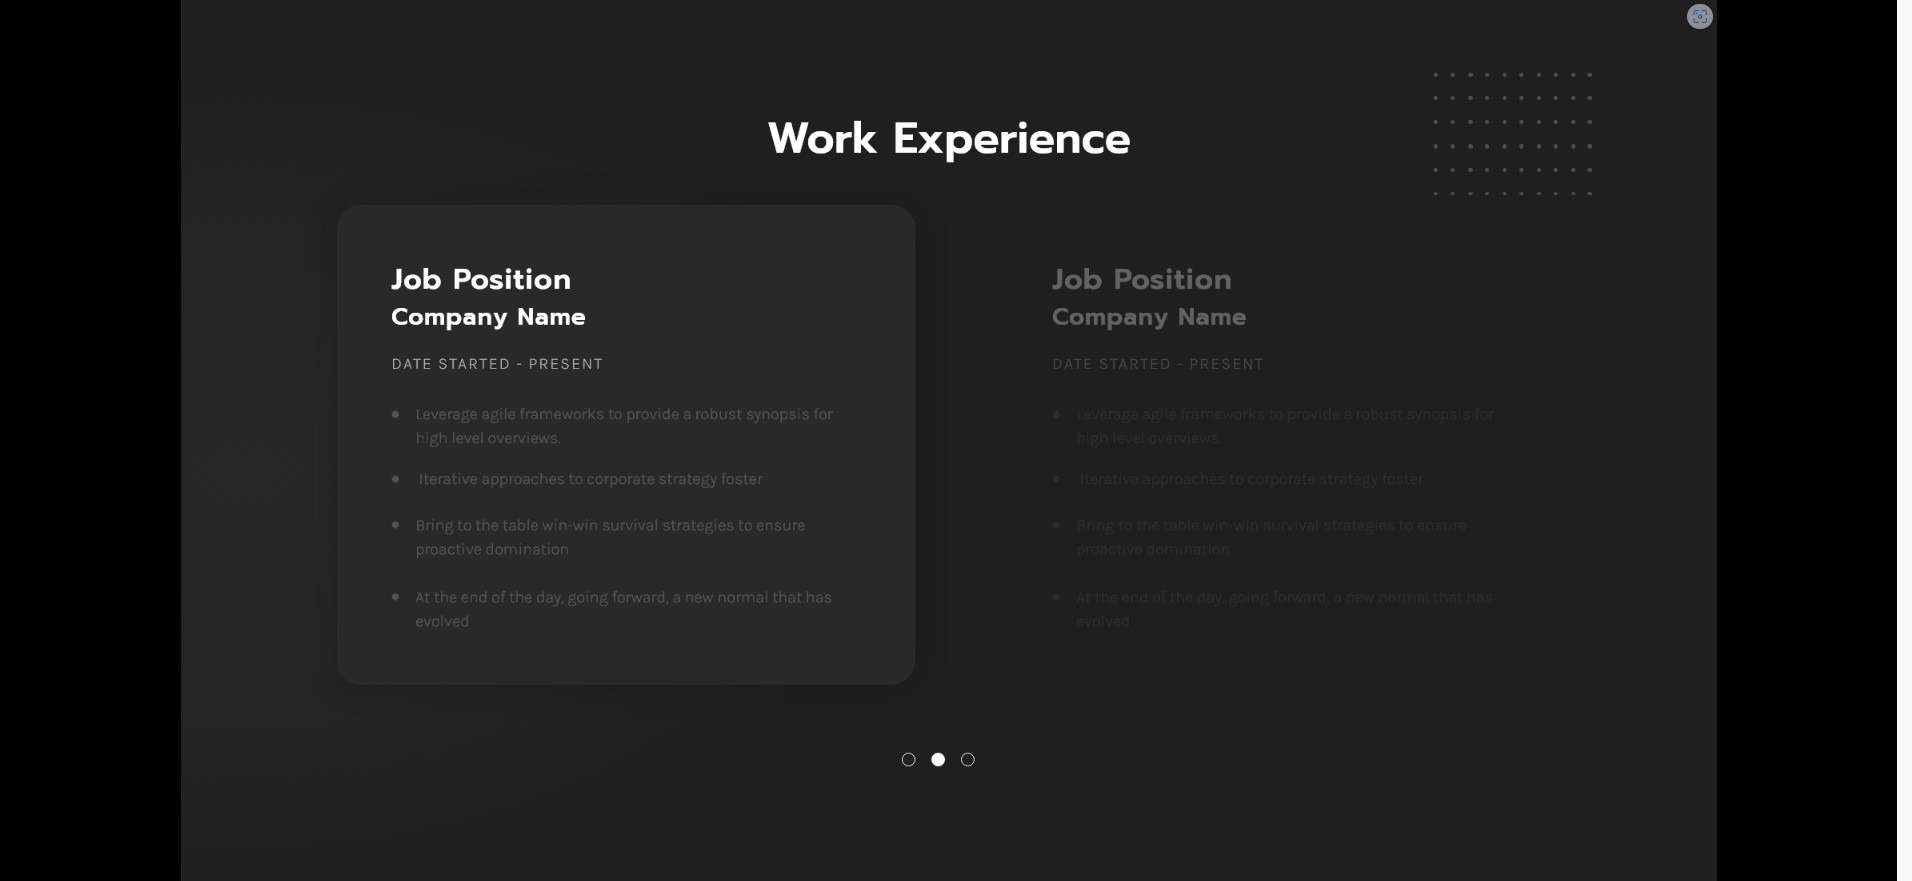 Work Experience
Job Position
Company Name
DATE STARTED - PRESENT
Leverage agile frameworks to provide a robust synopsis for
high level overviews.
Iterative approaches to corporate strategy foster
Bring to the table win-win survival strategies to ensure
proactive domination
At the end of the day, going forward, a new normal that has
evolved
Job Position
Company Name
DATE STARTED - PRESENT
Leverage agile frameworks to provide a robust synopsis for
high level overviews.
Iterative approaches to corporate strategy foster
Bring to the table win-win survival strategies to ensure
proactive domination
At the end of the day, going forward, a new normal that has
evolved